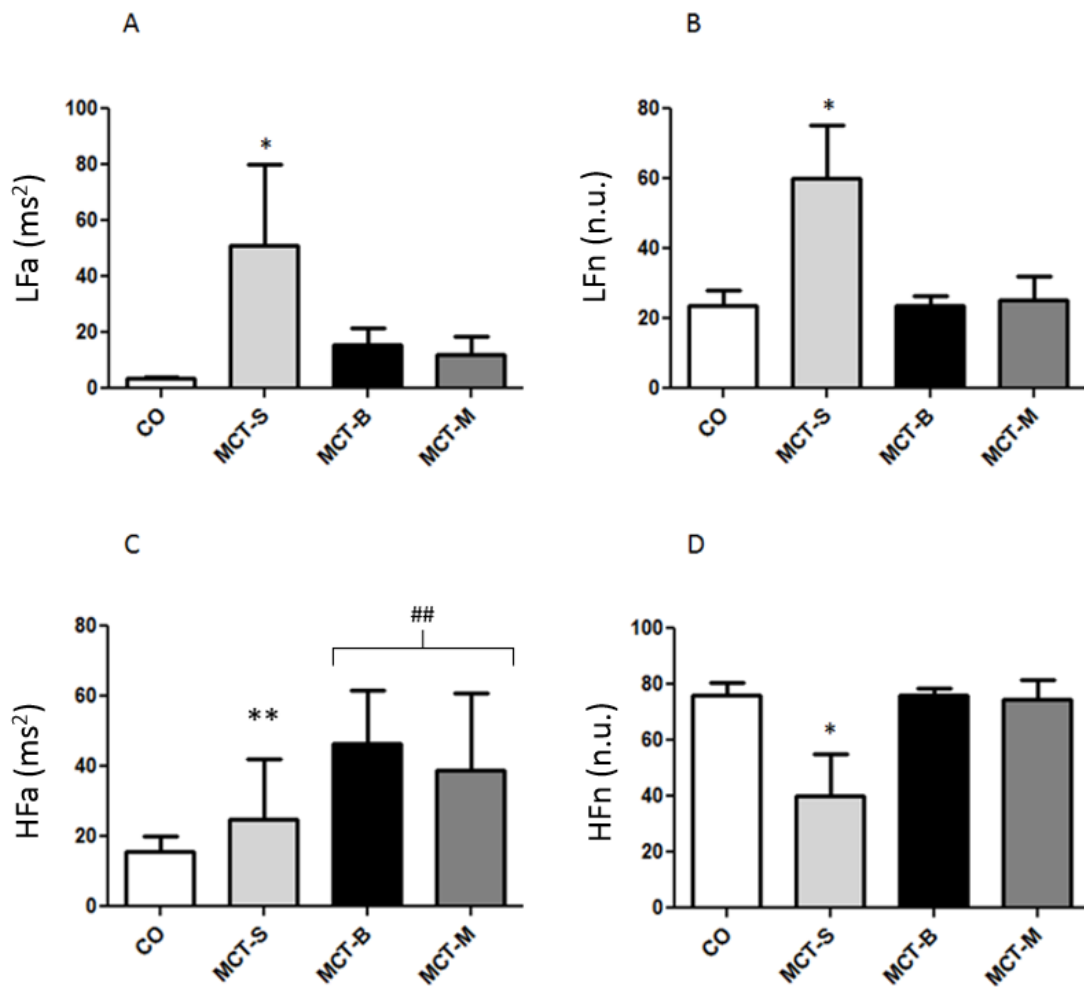 A
LFa (ms²)
100
80
60
40
20
0
*
CO
MCT-S
MCT-B
MCT-M
B
LFn (n.u.)
80
60
40
20
0
*
CO
MCT-S
MCT-B
MCT-M
C
HFa (ms²)
80
60
40
20
0
**
##
CO
MCT-S
MCT-B
MCT-M
D
HFn (n.u.)
100
80
60
40
20
0
*
CO
MCT-S
MCT-B
MCT-M